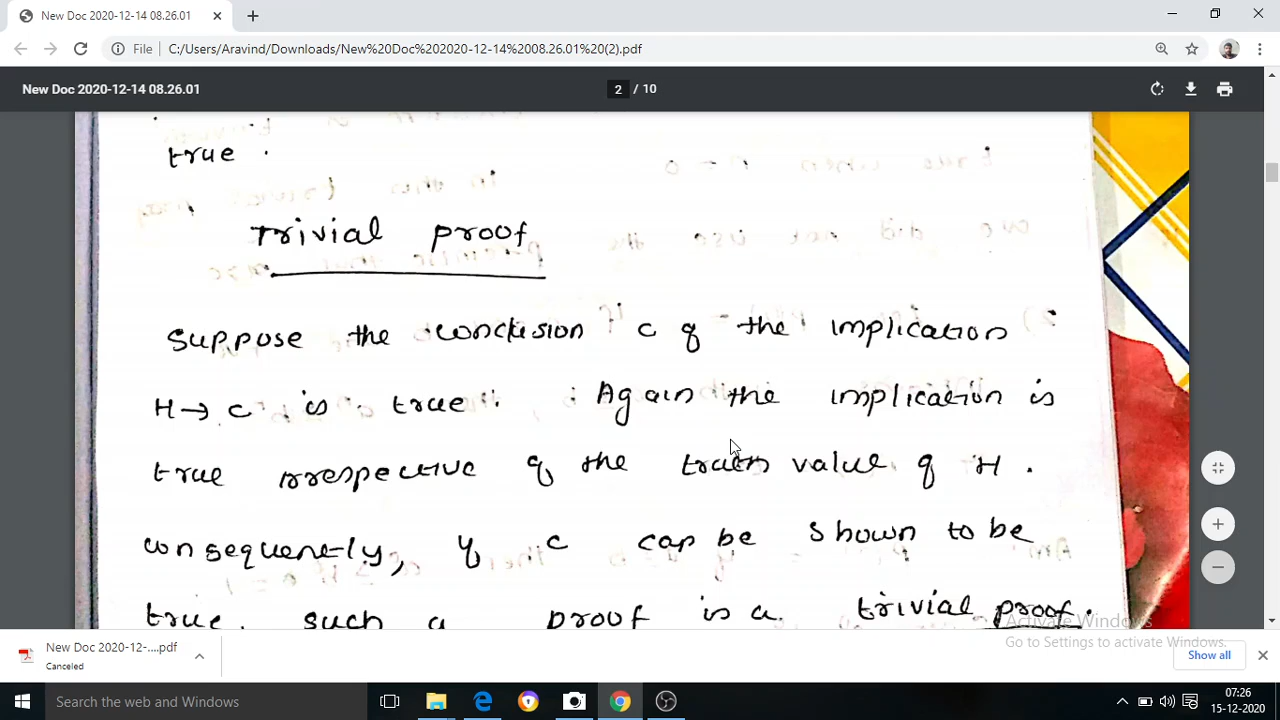 New Doc 2020-12-14 08.26.01
File C:/Users/Aravind/Downloads/New%20Doc%202020-12-14%2008.26.01%20(2).pdf
New Doc 2020-12-14 08.26.01 2 / 10
true .
Trivial proof
Suppose the conclusion C of the implication
H → C is true . Again the implication is
true irrespective of the truth value of H .
consequently, if C can be shown to be
true. such a proof is a trivial proof.
Activate Windows
Go to Settings to activate Windows.
New Doc 2020-12-....pdf
Canceled
Show all
Search the web and Windows
07:26
15-12-2020